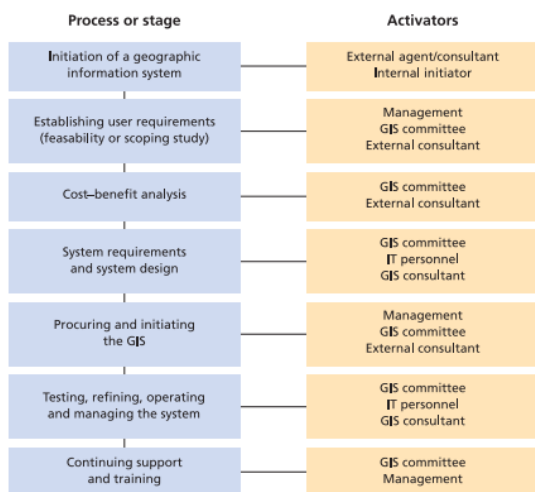 Process or stage
Activators
Initiation of a geographic
information system
External agent/consultant
Internal initiator
Establishing user requirements
(feasability or scoping study)
Management
GIS committee
External consultant
Cost–benefit analysis
GIS committee
External consultant
System requirements
and system design
GIS committee
IT personnel
GIS consultant
Procuring and initiating
the GIS
Management
GIS committee
External consultant
Testing, refining, operating
and managing the system
GIS committee
IT personnel
GIS consultant
Continuing support
and training
GIS committee
Management